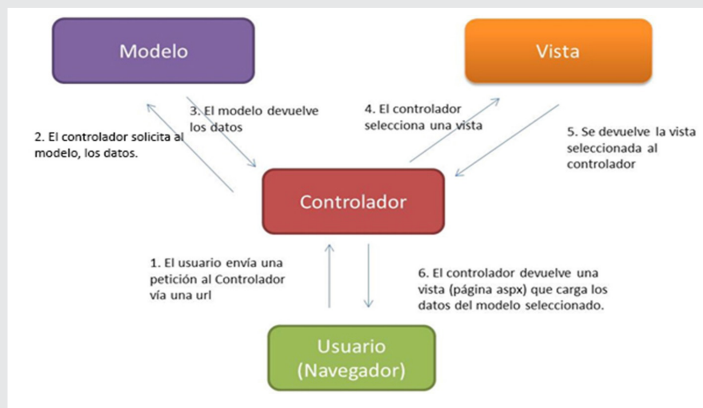 Modelo
Vista
3. El modelo devuelve
los datos
4. El controlador
selecciona una vista
2. El controlador solicita al
modelo, los datos.
5. Se devuelve la vista
seleccionada al
controlador
Controlador
1. El usuario envía una
petición al Controlador
vía una url
6. El controlador devuelve una
vista (página aspx) que carga los
datos del modelo seleccionado.
Usuario
(Navegador)